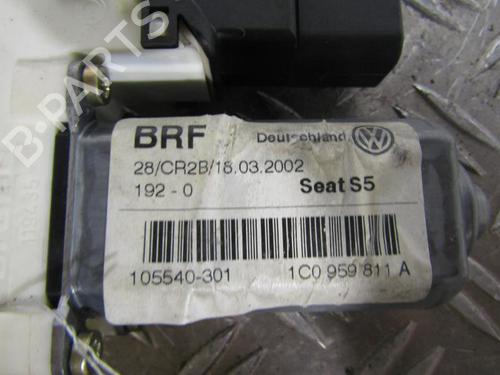 B-PARTS
BRF Deutschland
28/CR2B/18.03.2002
192 - 0 Seat S5
105540-301 1C0 959 811 A